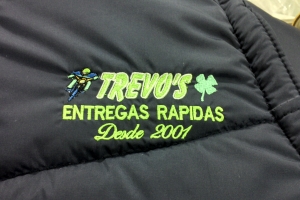 TREVO'S
ENTREGAS RAPIDAS
Desde 2001